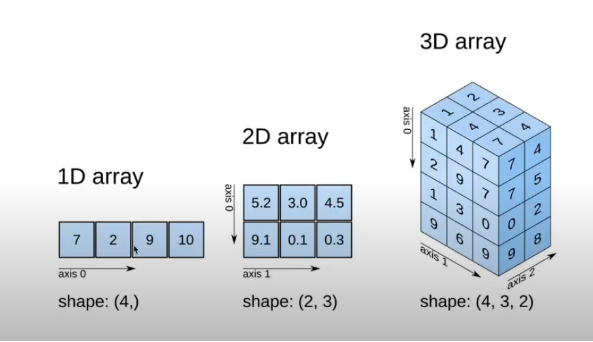 1D array
7 2 9 10
axis 0
shape: (4,)
2D array
axis 0
5.2 3.0 4.5
9.1 0.1 0.3
axis 1
shape: (2, 3)
3D array
axis 0
1 2
4 3
7 4
1 4 7 7 4
2 9 7 7 5
1 3 0 0 2
9 6 9 9 8
axis 1
axis 2
shape: (4, 3, 2)